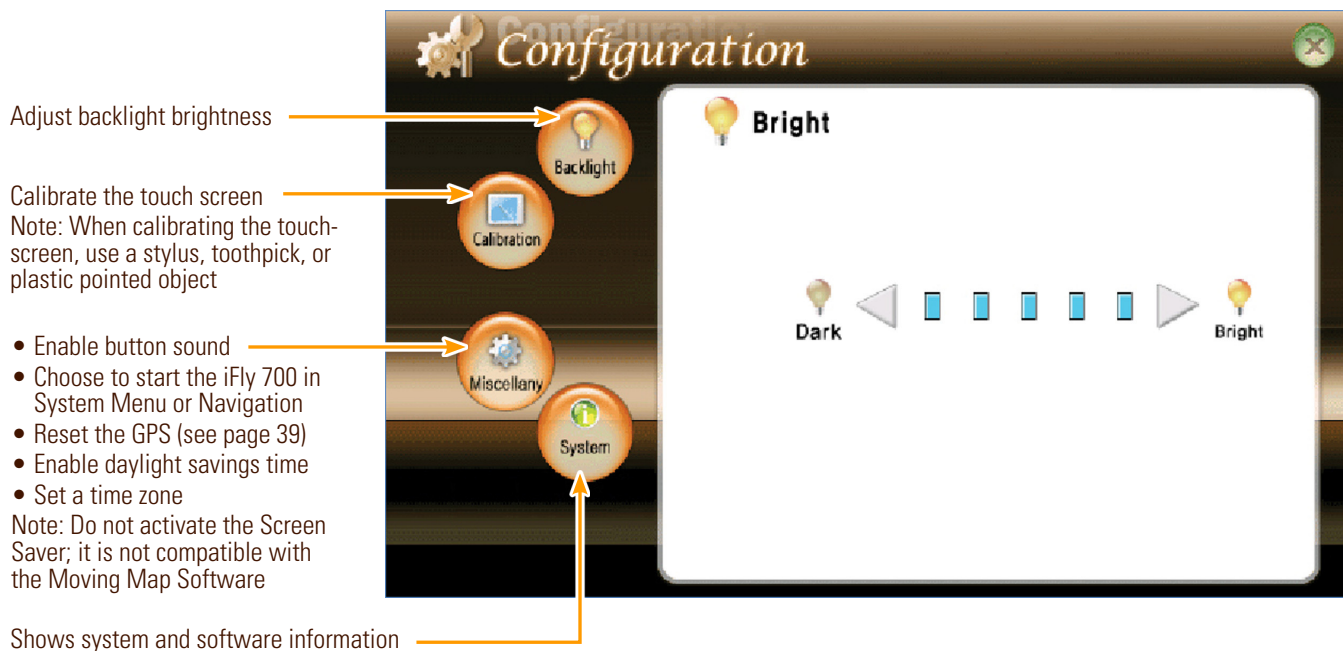 Configuration
Configuration
Adjust backlight brightness
Backlight
Bright
Calibrate the touch screen
Note: When calibrating the touch-
screen, use a stylus, toothpick, or
plastic pointed object
Calibration
Dark
Bright
• Enable button sound
• Choose to start the iFly 700 in
System Menu or Navigation
• Reset the GPS (see page 39)
• Enable daylight savings time
• Set a time zone
Note: Do not activate the Screen
Saver; it is not compatible with
the Moving Map Software
Miscellany
System
Shows system and software information